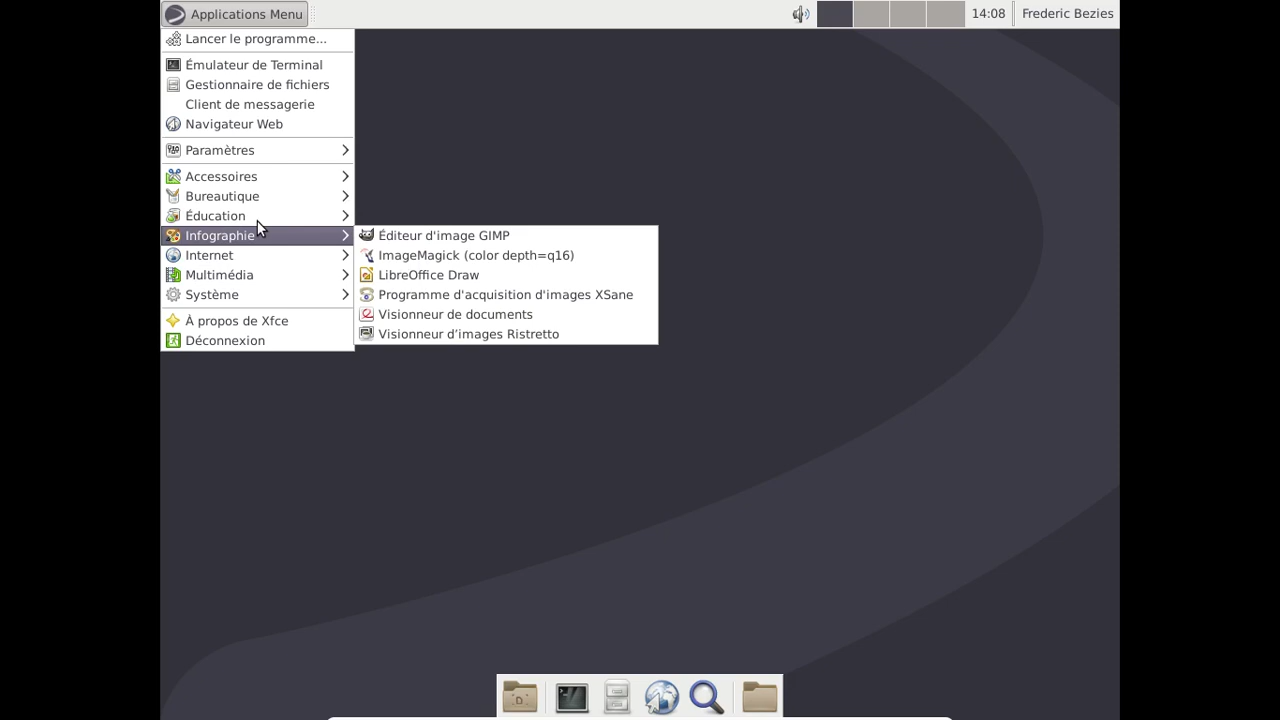 Applications Menu
14:08
Frederic Bezies
Lancer le programme...
Émulateur de Terminal
Gestionnaire de fichiers
Client de messagerie
Navigateur Web
Paramètres
Accessoires
Bureautique
Éducation
Infographie
Internet
Multimédia
Système
À propos de Xfce
Déconnexion
Éditeur d'image GIMP
ImageMagick (color depth=q16)
LibreOffice Draw
Programme d'acquisition d'images XSane
Visionneur de documents
Visionneur d’images Ristretto
D